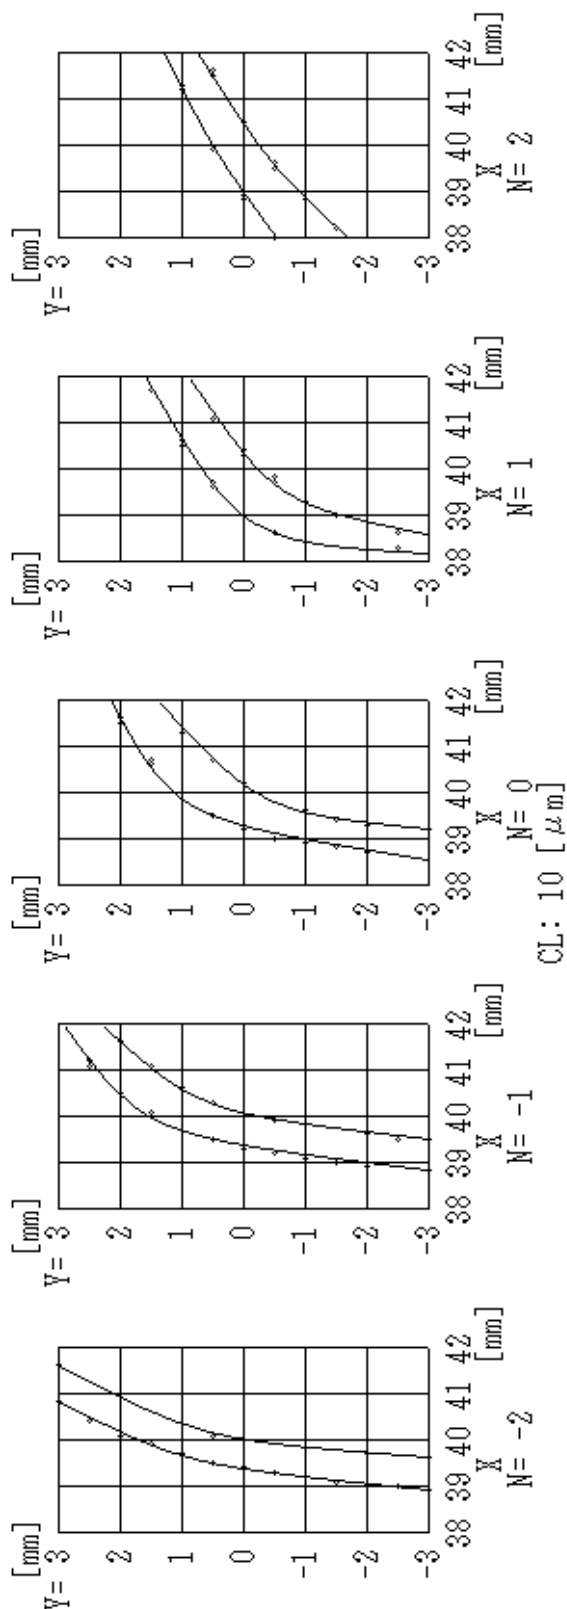 [mm] [mm] [mm] [mm] [mm]
Y= 3 Y= 3 Y= 3 Y= 3 Y= 3
2 2 2 2 2
1 1 1 1 1
0 0 0 0 0
-1 -1 -1 -1 -1
-2 -2 -2 -2 -2
-3 -3 -3 -3 -3
38 39 40 41 42 38 39 40 41 42 38 39 40 41 42 38 39 40 41 42 38 39 40 41 42
X [mm] X [mm] X [mm] X [mm] X [mm]
N= -2 N= -1 N= 0 N= 1 N= 2
CL: 10 [μm]